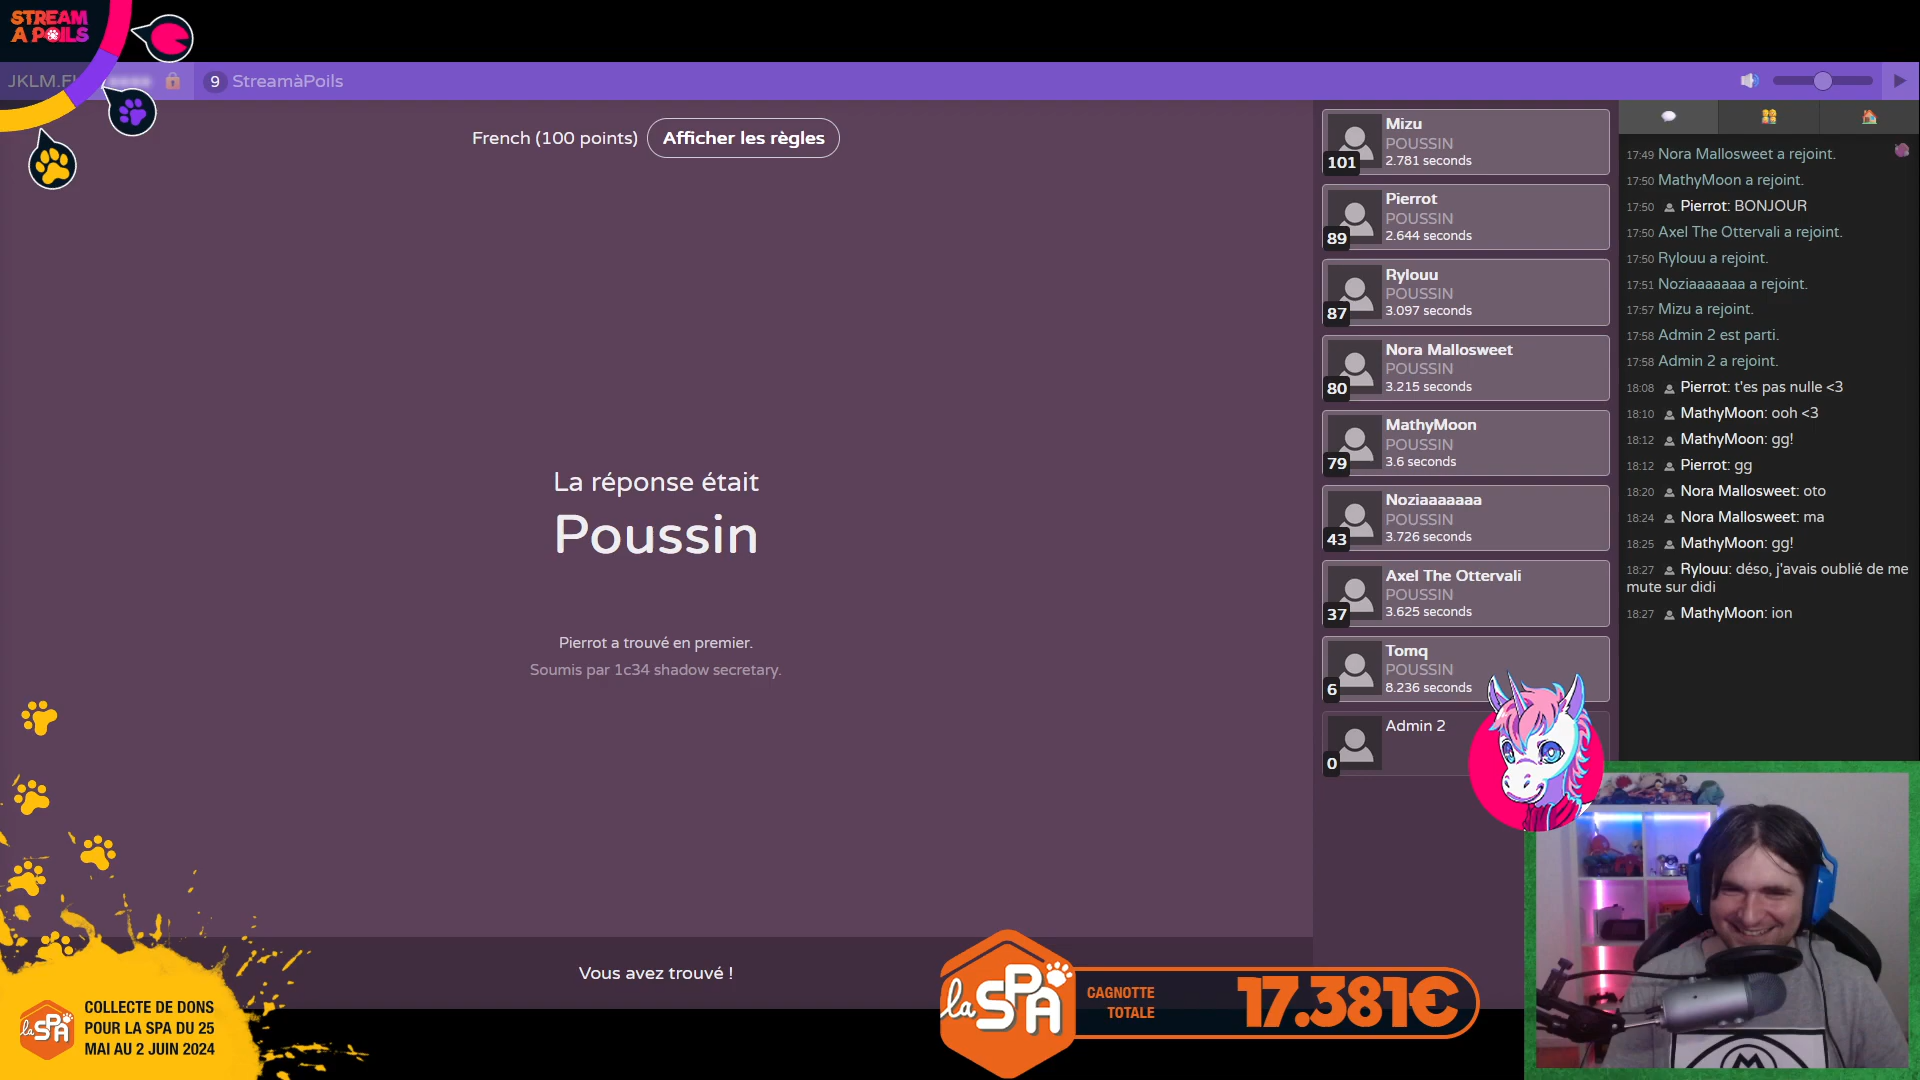 STREAM
A POILS
JKLM.F
9 StreamàPoils
French (100 points) Afficher les règles
La réponse était
Poussin
Pierrot a trouvé en premier.
Soumis par 1c34 shadow secretary.
Vous avez trouvé !
Mizu
POUSSIN
2.781 seconds
101
Pierrot
POUSSIN
2.644 seconds
89
Rylouu
POUSSIN
3.097 seconds
87
Nora Mallosweet
POUSSIN
3.215 seconds
80
MathyMoon
POUSSIN
3.6 seconds
79
Noziaaaaaaa
POUSSIN
3.726 seconds
43
Axel The Ottervali
POUSSIN
3.625 seconds
37
Tomq
POUSSIN
8.236 seconds
6
Admin 2
0
17:49 Nora Mallosweet a rejoint.
17:50 MathyMoon a rejoint.
17:50 Pierrot: BONJOUR
17:50 Axel The Ottervali a rejoint.
17:50 Rylouu a rejoint.
17:51 Noziaaaaaaa a rejoint.
17:57 Mizu a rejoint.
17:58 Admin 2 est parti.
17:58 Admin 2 a rejoint.
18:08 Pierrot: t'es pas nulle <3
18:10 MathyMoon: ooh <3
18:12 MathyMoon: gg!
18:12 Pierrot: gg
18:20 Nora Mallosweet: oto
18:24 Nora Mallosweet: ma
18:25 MathyMoon: gg!
18:27 Rylouu: déso, j'avais oublié de me
mute sur didi
18:27 MathyMoon: ion
la SPA
COLLECTE DE DONS
POUR LA SPA DU 25
MAI AU 2 JUIN 2024
la SPA
CAGNOTTE
TOTALE
17.381€
M